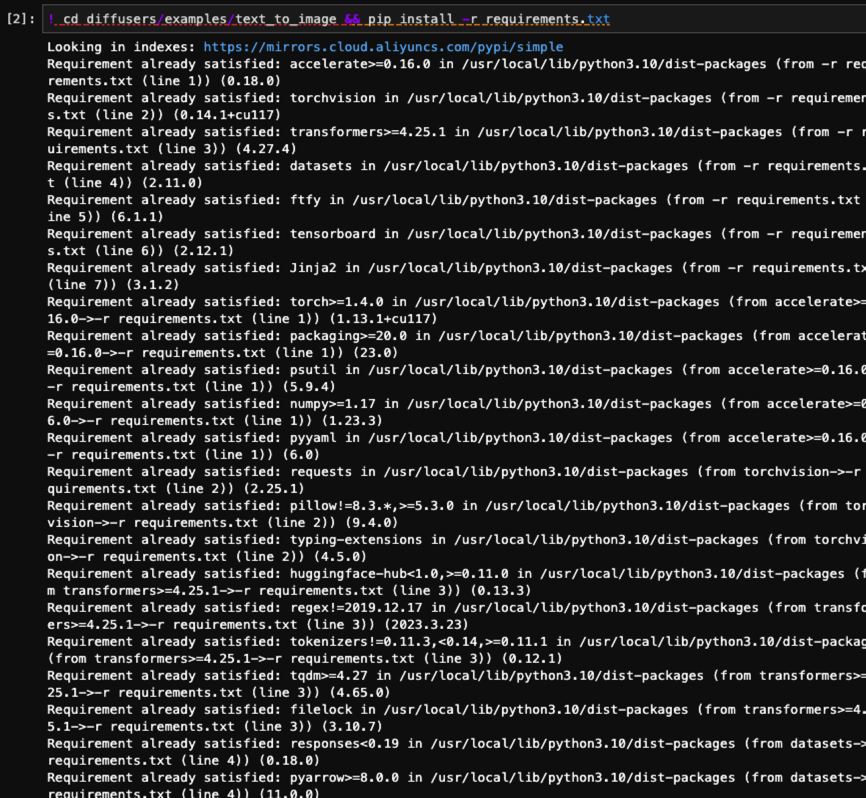 [2]: ! cd diffusers/examples/text_to_image && pip install -r requirements.txt
Looking in indexes: https://mirrors.cloud.aliyuncs.com/pypi/simple
Requirement already satisfied: accelerate>=0.16.0 in /usr/local/lib/python3.10/dist-packages (from -r req
rements.txt (line 1)) (0.18.0)
Requirement already satisfied: torchvision in /usr/local/lib/python3.10/dist-packages (from -r requiremen
s.txt (line 2)) (0.14.1+cu117)
Requirement already satisfied: transformers>=4.25.1 in /usr/local/lib/python3.10/dist-packages (from -r r
uirements.txt (line 3)) (4.27.4)
Requirement already satisfied: datasets in /usr/local/lib/python3.10/dist-packages (from -r requirements.
t (line 4)) (2.11.0)
Requirement already satisfied: ftfy in /usr/local/lib/python3.10/dist-packages (from -r requirements.txt
ine 5)) (6.1.1)
Requirement already satisfied: tensorboard in /usr/local/lib/python3.10/dist-packages (from -r requiremen
s.txt (line 6)) (2.12.1)
Requirement already satisfied: Jinja2 in /usr/local/lib/python3.10/dist-packages (from -r requirements.tx
(line 7)) (3.1.2)
Requirement already satisfied: torch>=1.4.0 in /usr/local/lib/python3.10/dist-packages (from accelerate>=
16.0->-r requirements.txt (line 1)) (1.13.1+cu117)
Requirement already satisfied: packaging>=20.0 in /usr/local/lib/python3.10/dist-packages (from accelerat
=0.16.0->-r requirements.txt (line 1)) (23.0)
Requirement already satisfied: psutil in /usr/local/lib/python3.10/dist-packages (from accelerate>=0.16.0
-r requirements.txt (line 1)) (5.9.4)
Requirement already satisfied: numpy>=1.17 in /usr/local/lib/python3.10/dist-packages (from accelerate>=0
6.0->-r requirements.txt (line 1)) (1.23.3)
Requirement already satisfied: pyyaml in /usr/local/lib/python3.10/dist-packages (from accelerate>=0.16.0
-r requirements.txt (line 1)) (6.0)
Requirement already satisfied: requests in /usr/local/lib/python3.10/dist-packages (from torchvision->-r
quirements.txt (line 2)) (2.25.1)
Requirement already satisfied: pillow!=8.3.*,>=5.3.0 in /usr/local/lib/python3.10/dist-packages (from tor
vision->-r requirements.txt (line 2)) (9.4.0)
Requirement already satisfied: typing-extensions in /usr/local/lib/python3.10/dist-packages (from torchvi
on->-r requirements.txt (line 2)) (4.5.0)
Requirement already satisfied: huggingface-hub<1.0,>=0.11.0 in /usr/local/lib/python3.10/dist-packages (f
m transformers>=4.25.1->-r requirements.txt (line 3)) (0.13.3)
Requirement already satisfied: regex!=2019.12.17 in /usr/local/lib/python3.10/dist-packages (from transfo
ers>=4.25.1->-r requirements.txt (line 3)) (2023.3.23)
Requirement already satisfied: tokenizers!=0.11.3,<0.14,>=0.11.1 in /usr/local/lib/python3.10/dist-packag
(from transformers>=4.25.1->-r requirements.txt (line 3)) (0.12.1)
Requirement already satisfied: tqdm>=4.27 in /usr/local/lib/python3.10/dist-packages (from transformers>=
25.1->-r requirements.txt (line 3)) (4.65.0)
Requirement already satisfied: filelock in /usr/local/lib/python3.10/dist-packages (from transformers>=4.
5.1->-r requirements.txt (line 3)) (3.10.7)
Requirement already satisfied: responses<0.19 in /usr/local/lib/python3.10/dist-packages (from datasets->
requirements.txt (line 4)) (0.18.0)
Requirement already satisfied: pyarrow>=8.0.0 in /usr/local/lib/python3.10/dist-packages (from datasets->
requirements.txt (line 4)) (11.0.0)